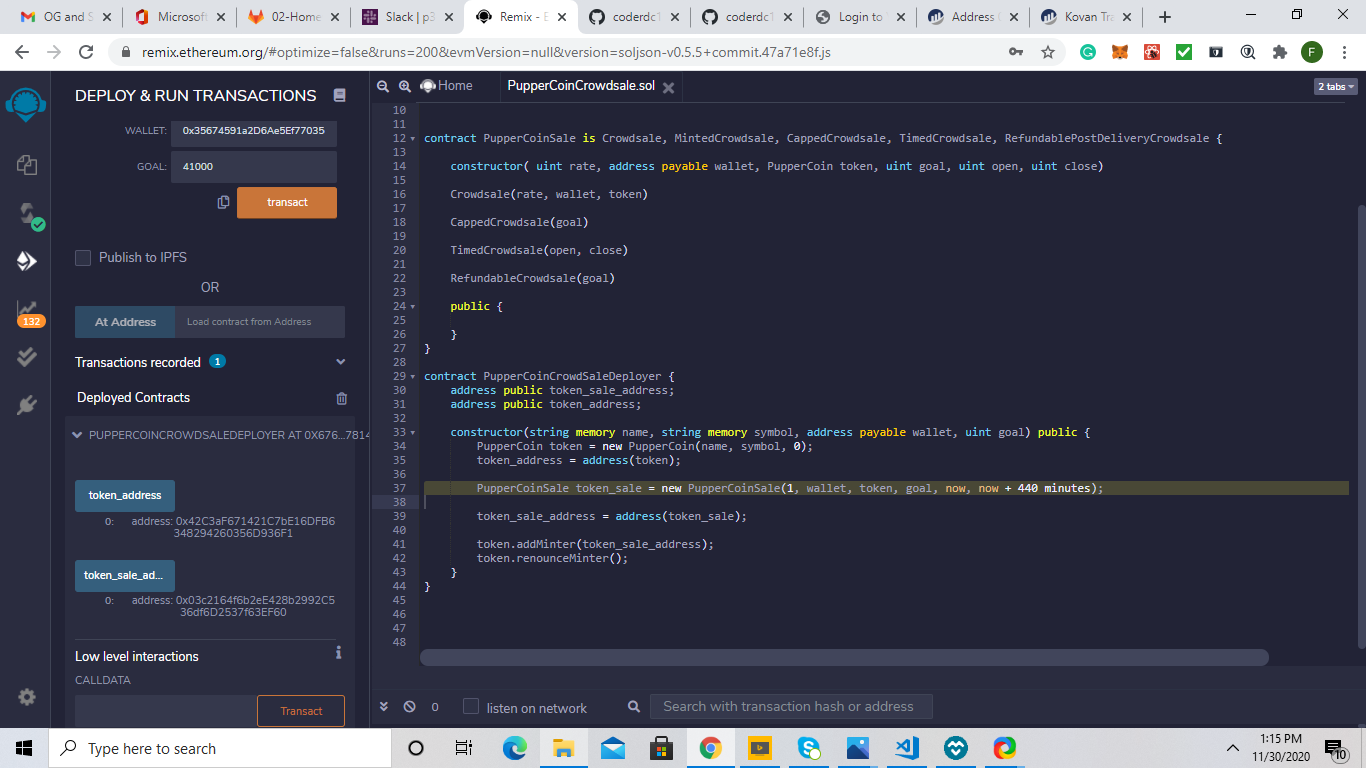 OG and S
Microsoft
02-Home
Slack | p3
Remix - E
coderdc1
coderdc1
Login to
Address
Kovan Tra
remix.ethereum.org/#optimize=false&runs=200&evmVersion=null&version=soljson-v0.5.5+commit.47a71e8f.js
F
DEPLOY & RUN TRANSACTIONS
WALLET: 0x35674591a2D6Ae5Ef77035
GOAL: 41000
transact
Publish to IPFS
OR
At Address Load contract from Address
132
Transactions recorded 1
Deployed Contracts
PUPPERCOINCROWDSALEDEPLOYER AT 0X676...7814
token_address
0: address: 0x42C3aF671421C7bE16DFB6
348294260356D936F1
token_sale_ad...
0: address: 0x03c2164f6b2eE428b2992C5
36df6D2537f63EF60
Low level interactions
CALLDATA
Transact
Home
PupperCoinCrowdsale.sol
2 tabs
10
11
12 contract PupperCoinSale is Crowdsale, MintedCrowdsale, CappedCrowdsale, TimedCrowdsale, RefundablePostDeliveryCrowdsale {
13
14 constructor( uint rate, address payable wallet, PupperCoin token, uint goal, uint open, uint close)
15
16 Crowdsale(rate, wallet, token)
17
18 CappedCrowdsale(goal)
19
20 TimedCrowdsale(open, close)
21
22 RefundableCrowdsale(goal)
23
24 public {
25
26 }
27 }
28
29 contract PupperCoinCrowdSaleDeployer {
30 address public token_sale_address;
31 address public token_address;
32
33 constructor(string memory name, string memory symbol, address payable wallet, uint goal) public {
34 PupperCoin token = new PupperCoin(name, symbol, 0);
35 token_address = address(token);
36
37 PupperCoinSale token_sale = new PupperCoinSale(1, wallet, token, goal, now, now + 440 minutes);
38
39 token_sale_address = address(token_sale);
40
41 token.addMinter(token_sale_address);
42 token.renounceMinter();
43 }
44 }
45
46
47
48
0
listen on network
Search with transaction hash or address
Type here to search
1:15 PM
11/30/2020
10